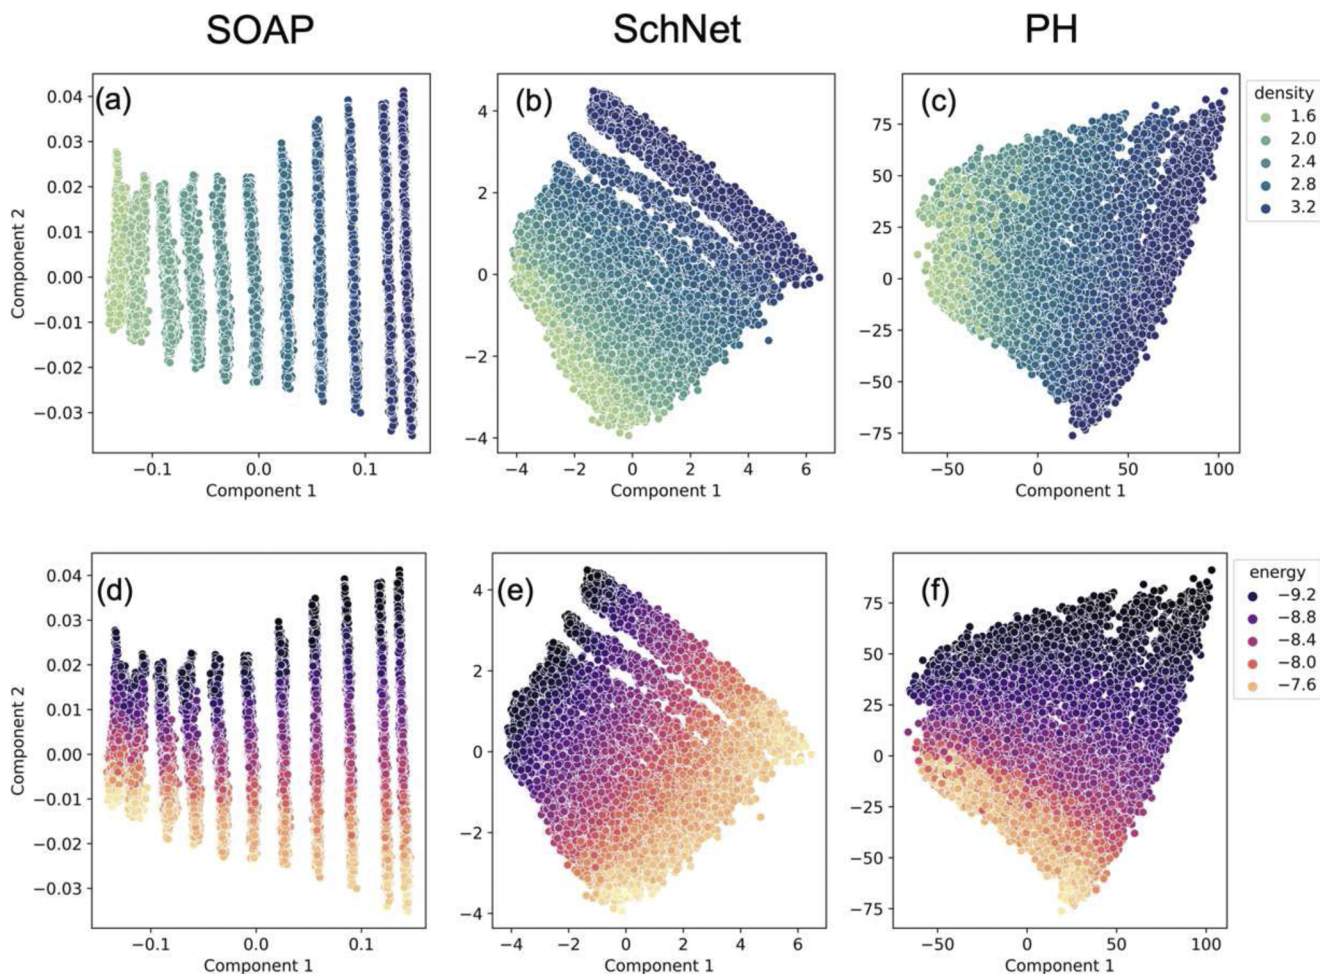 SOAP SchNet PH
(a) (b) (c)
0.04
0.03
0.02
0.01
0.00
−0.01
−0.02
−0.03
Component 2
−0.1 0.0 0.1
Component 1
4
2
0
−2
−4
−4 −2 0 2 4 6
Component 1
75
50
25
0
−25
−50
−75
−50 0 50 100
Component 1
density
1.6
2.0
2.4
2.8
3.2
(d) (e) (f)
0.04
0.03
0.02
0.01
0.00
−0.01
−0.02
−0.03
Component 2
−0.1 0.0 0.1
Component 1
4
2
0
−2
−4
−4 −2 0 2 4 6
Component 1
75
50
25
0
−25
−50
−75
−50 0 50 100
Component 1
energy
−9.2
−8.8
−8.4
−8.0
−7.6